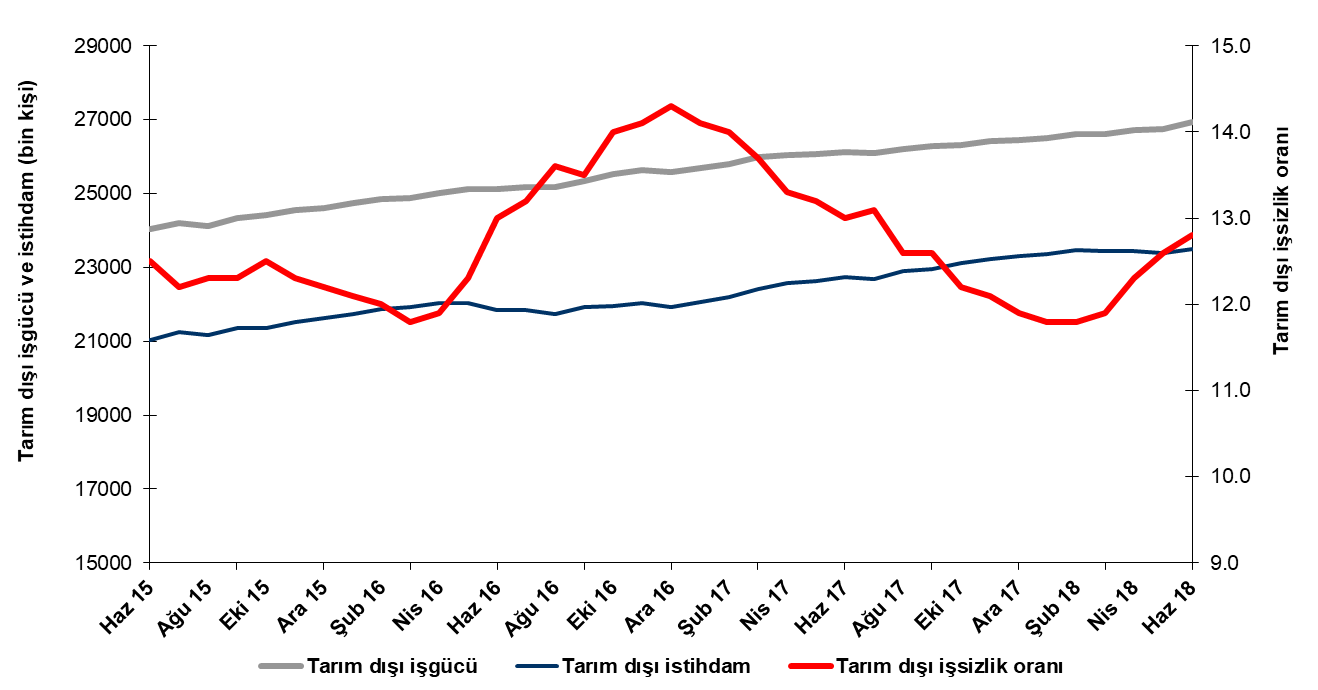 Tarım dışı işgücü ve istihdam (bin kişi)
29000
27000
25000
23000
21000
19000
17000
15000
15.0
14.0
13.0
12.0
11.0
10.0
9.0
Tarım dışı işsizlik oranı
Haz 15
Ağu 15
Eki 15
Ara 15
Şub 16
Nis 16
Haz 16
Ağu 16
Eki 16
Ara 16
Şub 17
Nis 17
Haz 17
Ağu 17
Eki 17
Ara 17
Şub 18
Nis 18
Haz 18
Tarım dışı işgücü
Tarım dışı istihdam
Tarım dışı işsizlik oranı